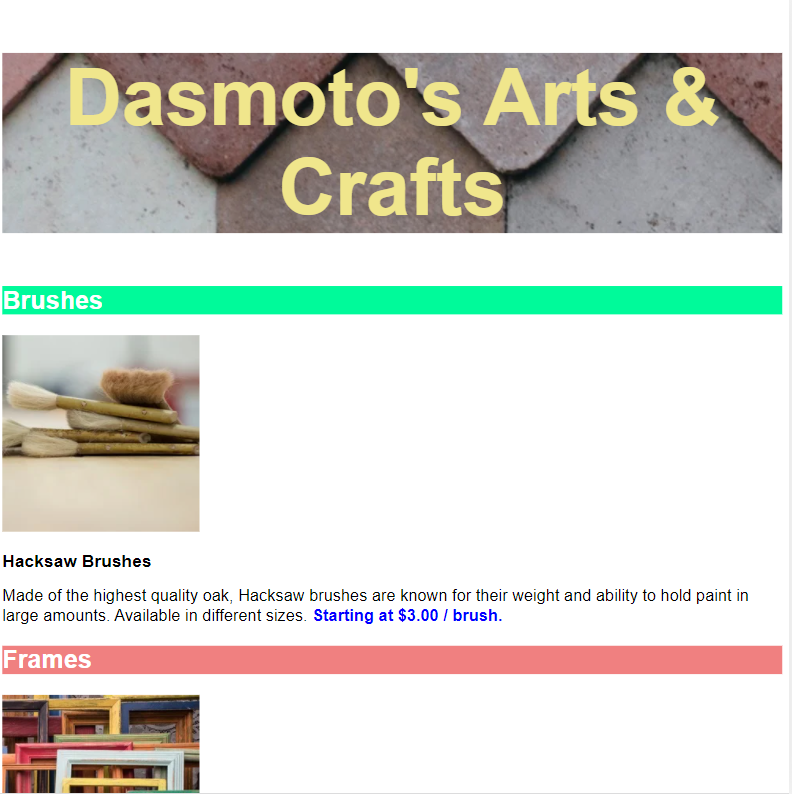 Dasmoto's Arts &
Crafts
Brushes
Hacksaw Brushes
Made of the highest quality oak, Hacksaw brushes are known for their weight and ability to hold paint in
large amounts. Available in different sizes. Starting at $3.00 / brush.
Frames